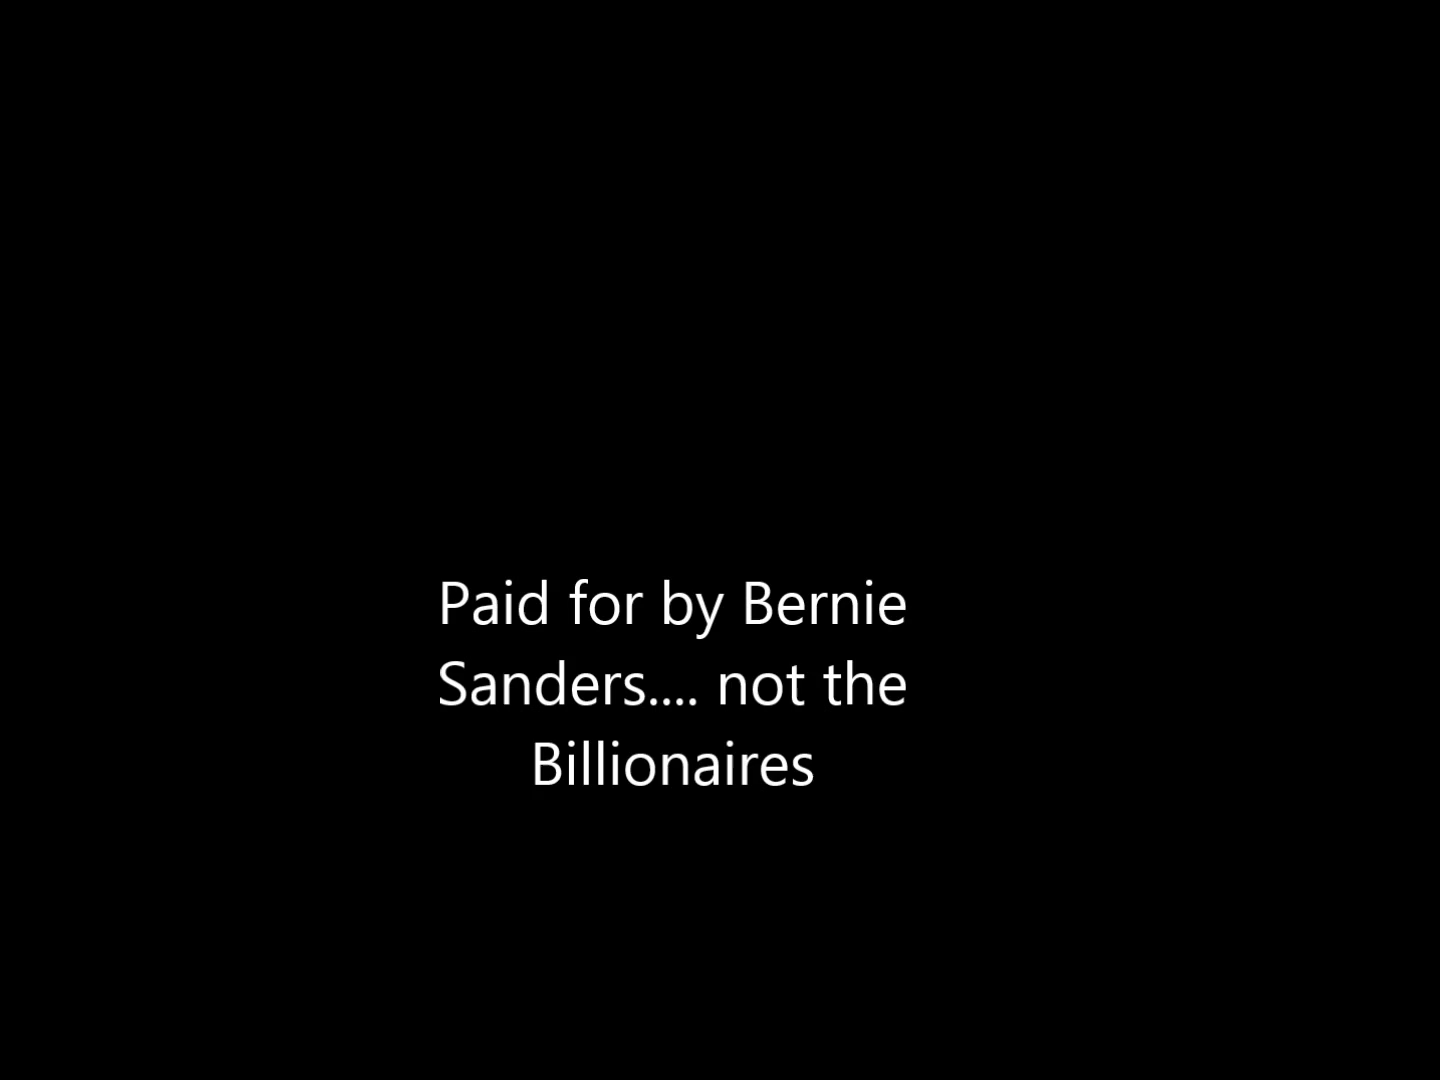 Paid for by Bernie
Sanders.... not the
Billionaires